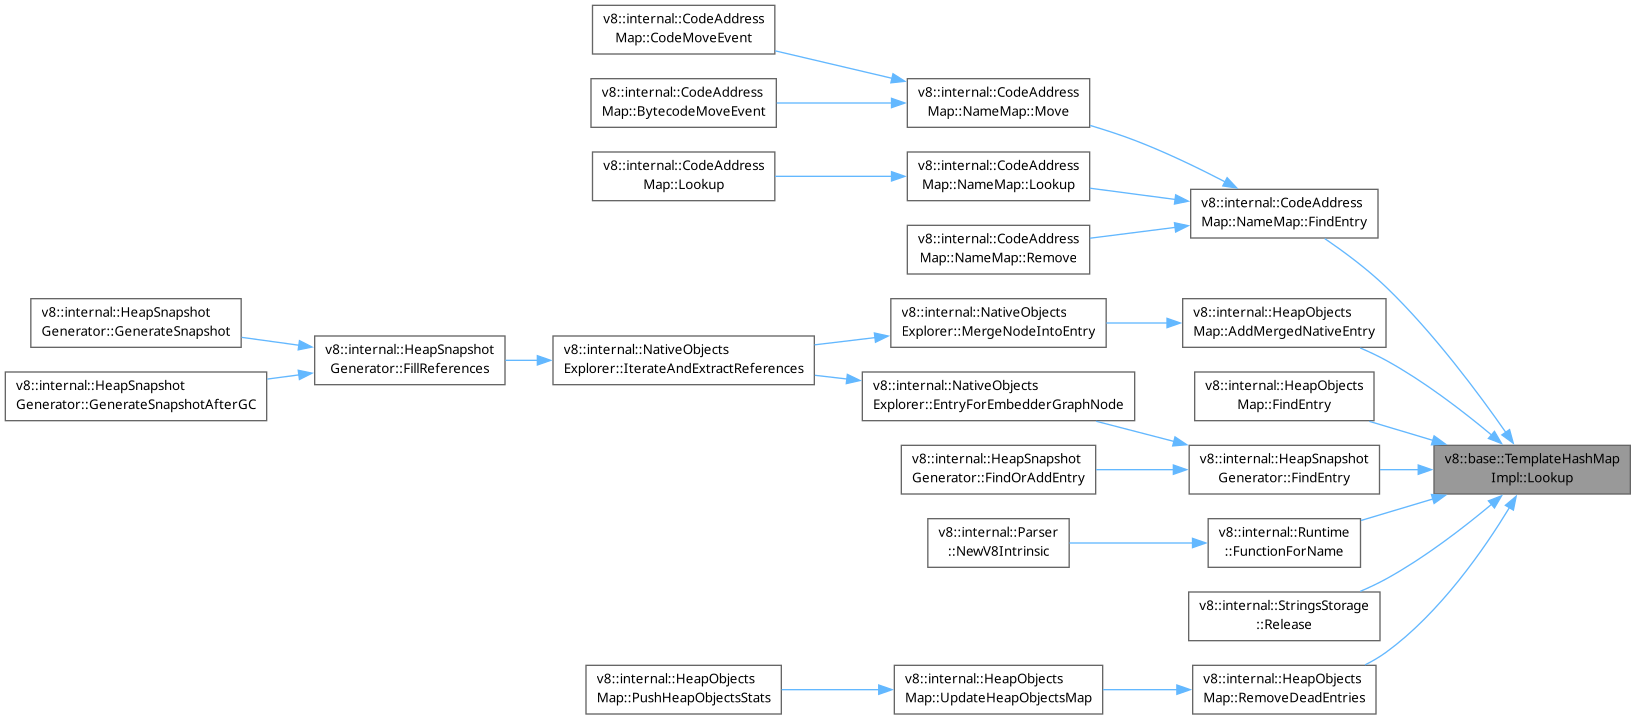 v8::internal::CodeAddress
Map::CodeMoveEvent
v8::internal::CodeAddress
Map::BytecodeMoveEvent
v8::internal::CodeAddress
Map::NameMap::Move
v8::internal::CodeAddress
Map::Lookup
v8::internal::CodeAddress
Map::NameMap::Lookup
v8::internal::CodeAddress
Map::NameMap::FindEntry
v8::internal::CodeAddress
Map::NameMap::Remove
v8::internal::HeapSnapshot
Generator::GenerateSnapshot
v8::internal::HeapSnapshot
Generator::GenerateSnapshotAfterGC
v8::internal::HeapSnapshot
Generator::FillReferences
v8::internal::NativeObjects
Explorer::IterateAndExtractReferences
v8::internal::NativeObjects
Explorer::MergeNodeIntoEntry
v8::internal::HeapObjects
Map::AddMergedNativeEntry
v8::internal::NativeObjects
Explorer::EntryForEmbedderGraphNode
v8::internal::HeapObjects
Map::FindEntry
v8::internal::HeapSnapshot
Generator::FindOrAddEntry
v8::internal::HeapSnapshot
Generator::FindEntry
v8::base::TemplateHashMap
Impl::Lookup
v8::internal::Parser
::NewV8Intrinsic
v8::internal::Runtime
::FunctionForName
v8::internal::StringsStorage
::Release
v8::internal::HeapObjects
Map::PushHeapObjectsStats
v8::internal::HeapObjects
Map::UpdateHeapObjectsMap
v8::internal::HeapObjects
Map::RemoveDeadEntries